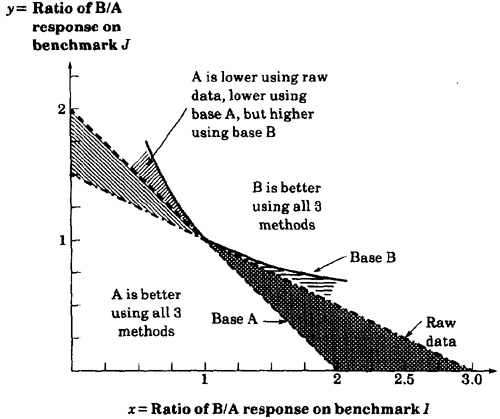 y = Ratio of B/A
response on
benchmark J
A is lower using raw
data, lower using
base A, but higher
using base B
2
B is better
using all 3
methods
1
Base B
A is better
using all 3
methods
Base A
Raw
data
1
2
2.5
3.0
x = Ratio of B/A response on benchmark I